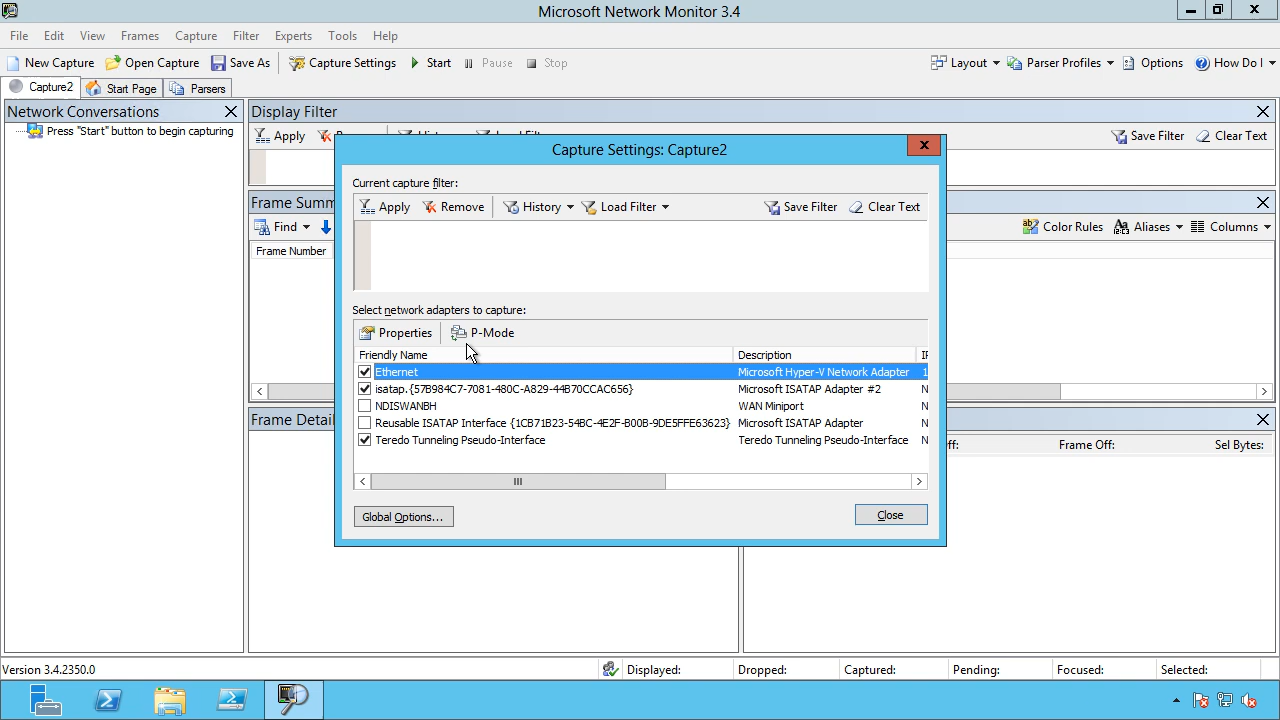 Microsoft Network Monitor 3.4
File Edit View Frames Capture Filter Experts Tools Help
New Capture Open Capture Save As Capture Settings Start Pause Stop Layout Parser Profiles Options How Do I
Capture2 Start Page Parsers
Network Conversations
Press "Start" button to begin capturing
Display Filter
Apply
Save Filter Clear Text
Frame Summ
Find
Color Rules Aliases Columns
Frame Number
Frame Detail
ff: Frame Off: Sel Bytes:
Capture Settings: Capture2
Current capture filter:
Apply Remove History Load Filter Save Filter Clear Text
Select network adapters to capture:
Properties P-Mode
Friendly Name Description
Ethernet Microsoft Hyper-V Network Adapter 1
isatap.{57B984C7-7081-480C-A829-44B70CCAC656} Microsoft ISATAP Adapter #2 N
NDISWANBH WAN Miniport N
Reusable ISATAP Interface {1CB71B23-54BC-4E2F-B00B-9DE5FFE63623} Microsoft ISATAP Adapter N
Teredo Tunneling Pseudo-Interface Teredo Tunneling Pseudo-Interface N
Global Options... Close
Version 3.4.2350.0 Displayed: Dropped: Captured: Pending: Focused: Selected: